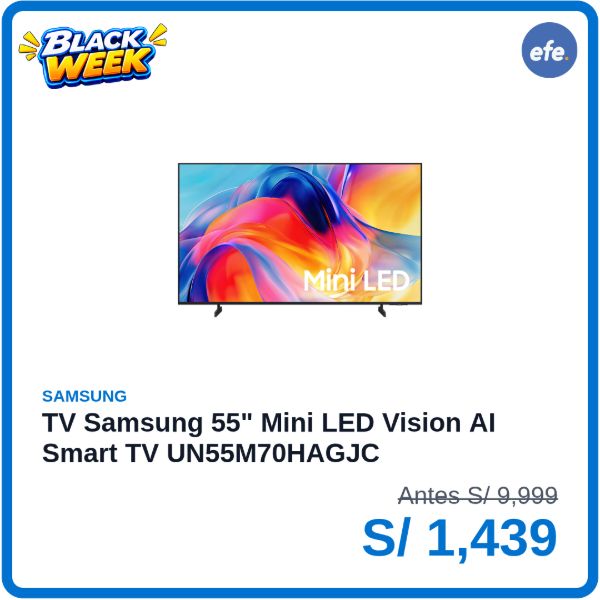 BLACK
WEEK
efe.
Mini LED
SAMSUNG
TV Samsung 55" Mini LED Vision AI
Smart TV UN55M70HAGJC
Antes S/ 9,999
S/ 1,439